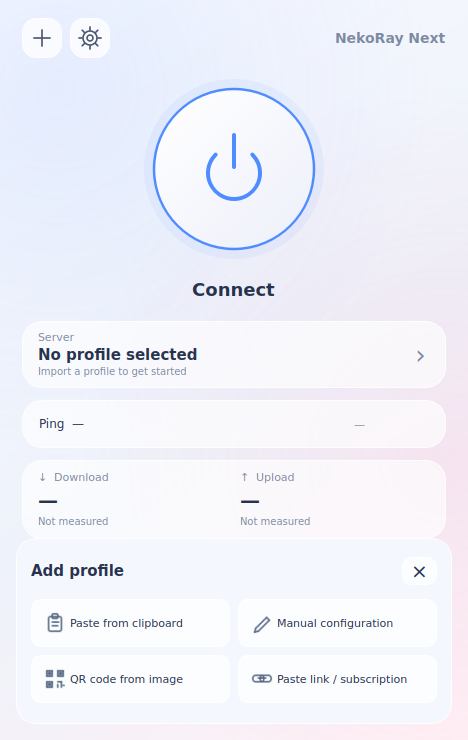 NekoRay Next
Connect
Server
No profile selected
Import a profile to get started
Ping —
—
↓ Download
↑ Upload
—
—
Not measured
Not measured
Add profile
Paste from clipboard
Manual configuration
QR code from image
Paste link / subscription